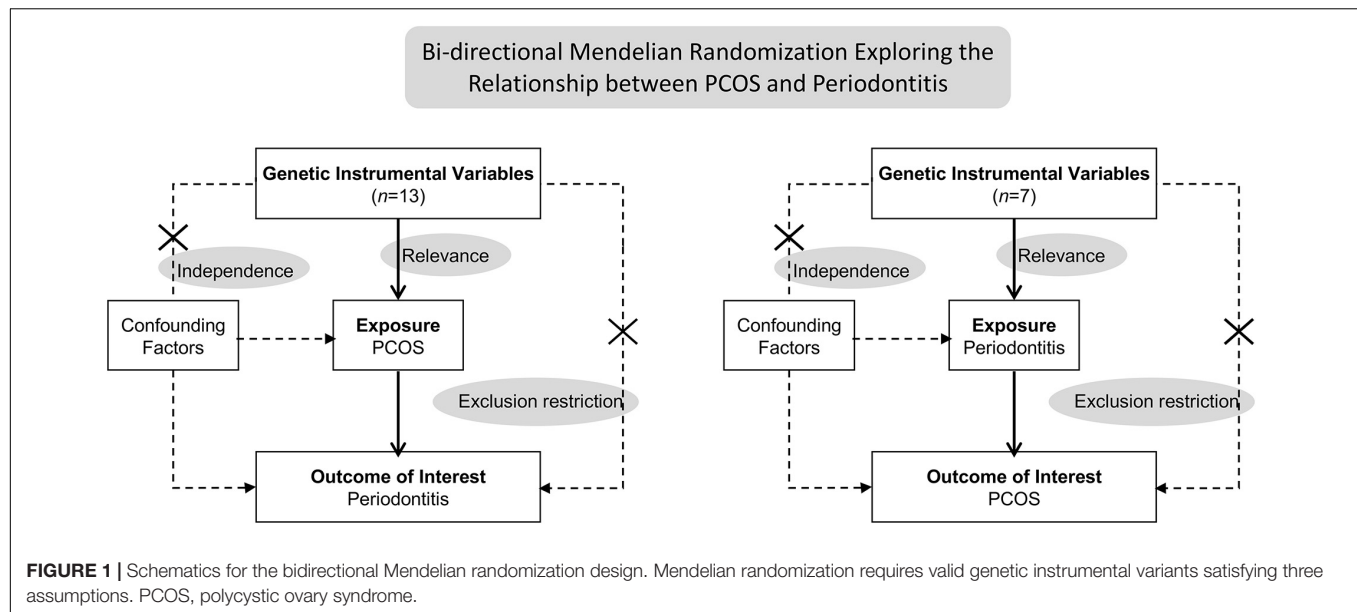 Bi-directional Mendelian Randomization Exploring the
Relationship between PCOS and Periodontitis
Genetic Instrumental Variables
(n=13)
Independence
Relevance
Confounding
Factors
Exposure
PCOS
Exclusion restriction
Outcome of Interest
Periodontitis
Genetic Instrumental Variables
(n=7)
Independence
Relevance
Confounding
Factors
Exposure
Periodontitis
Exclusion restriction
Outcome of Interest
PCOS
FIGURE 1 | Schematics for the bidirectional Mendelian randomization design. Mendelian randomization requires valid genetic instrumental variants satisfying three
assumptions. PCOS, polycystic ovary syndrome.